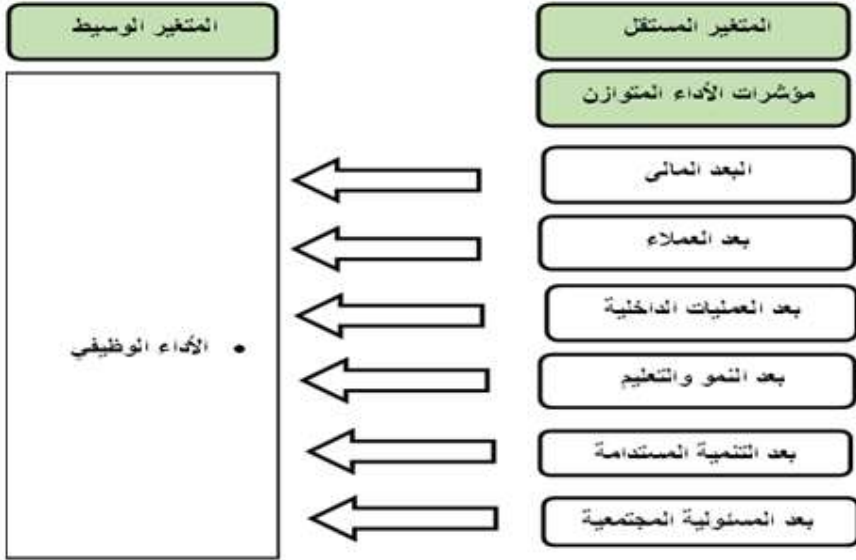 المتغير المستقل
المتغير الوسيط
مؤشرات الأداء المتوازن
البعد المالى
بعد العملاء
بعد العمليات الداخلية
بعد النمو والتعليم
بعد التنمية المستدامة
بعد المسئولية المجتمعية
• الأداء الوظيفي